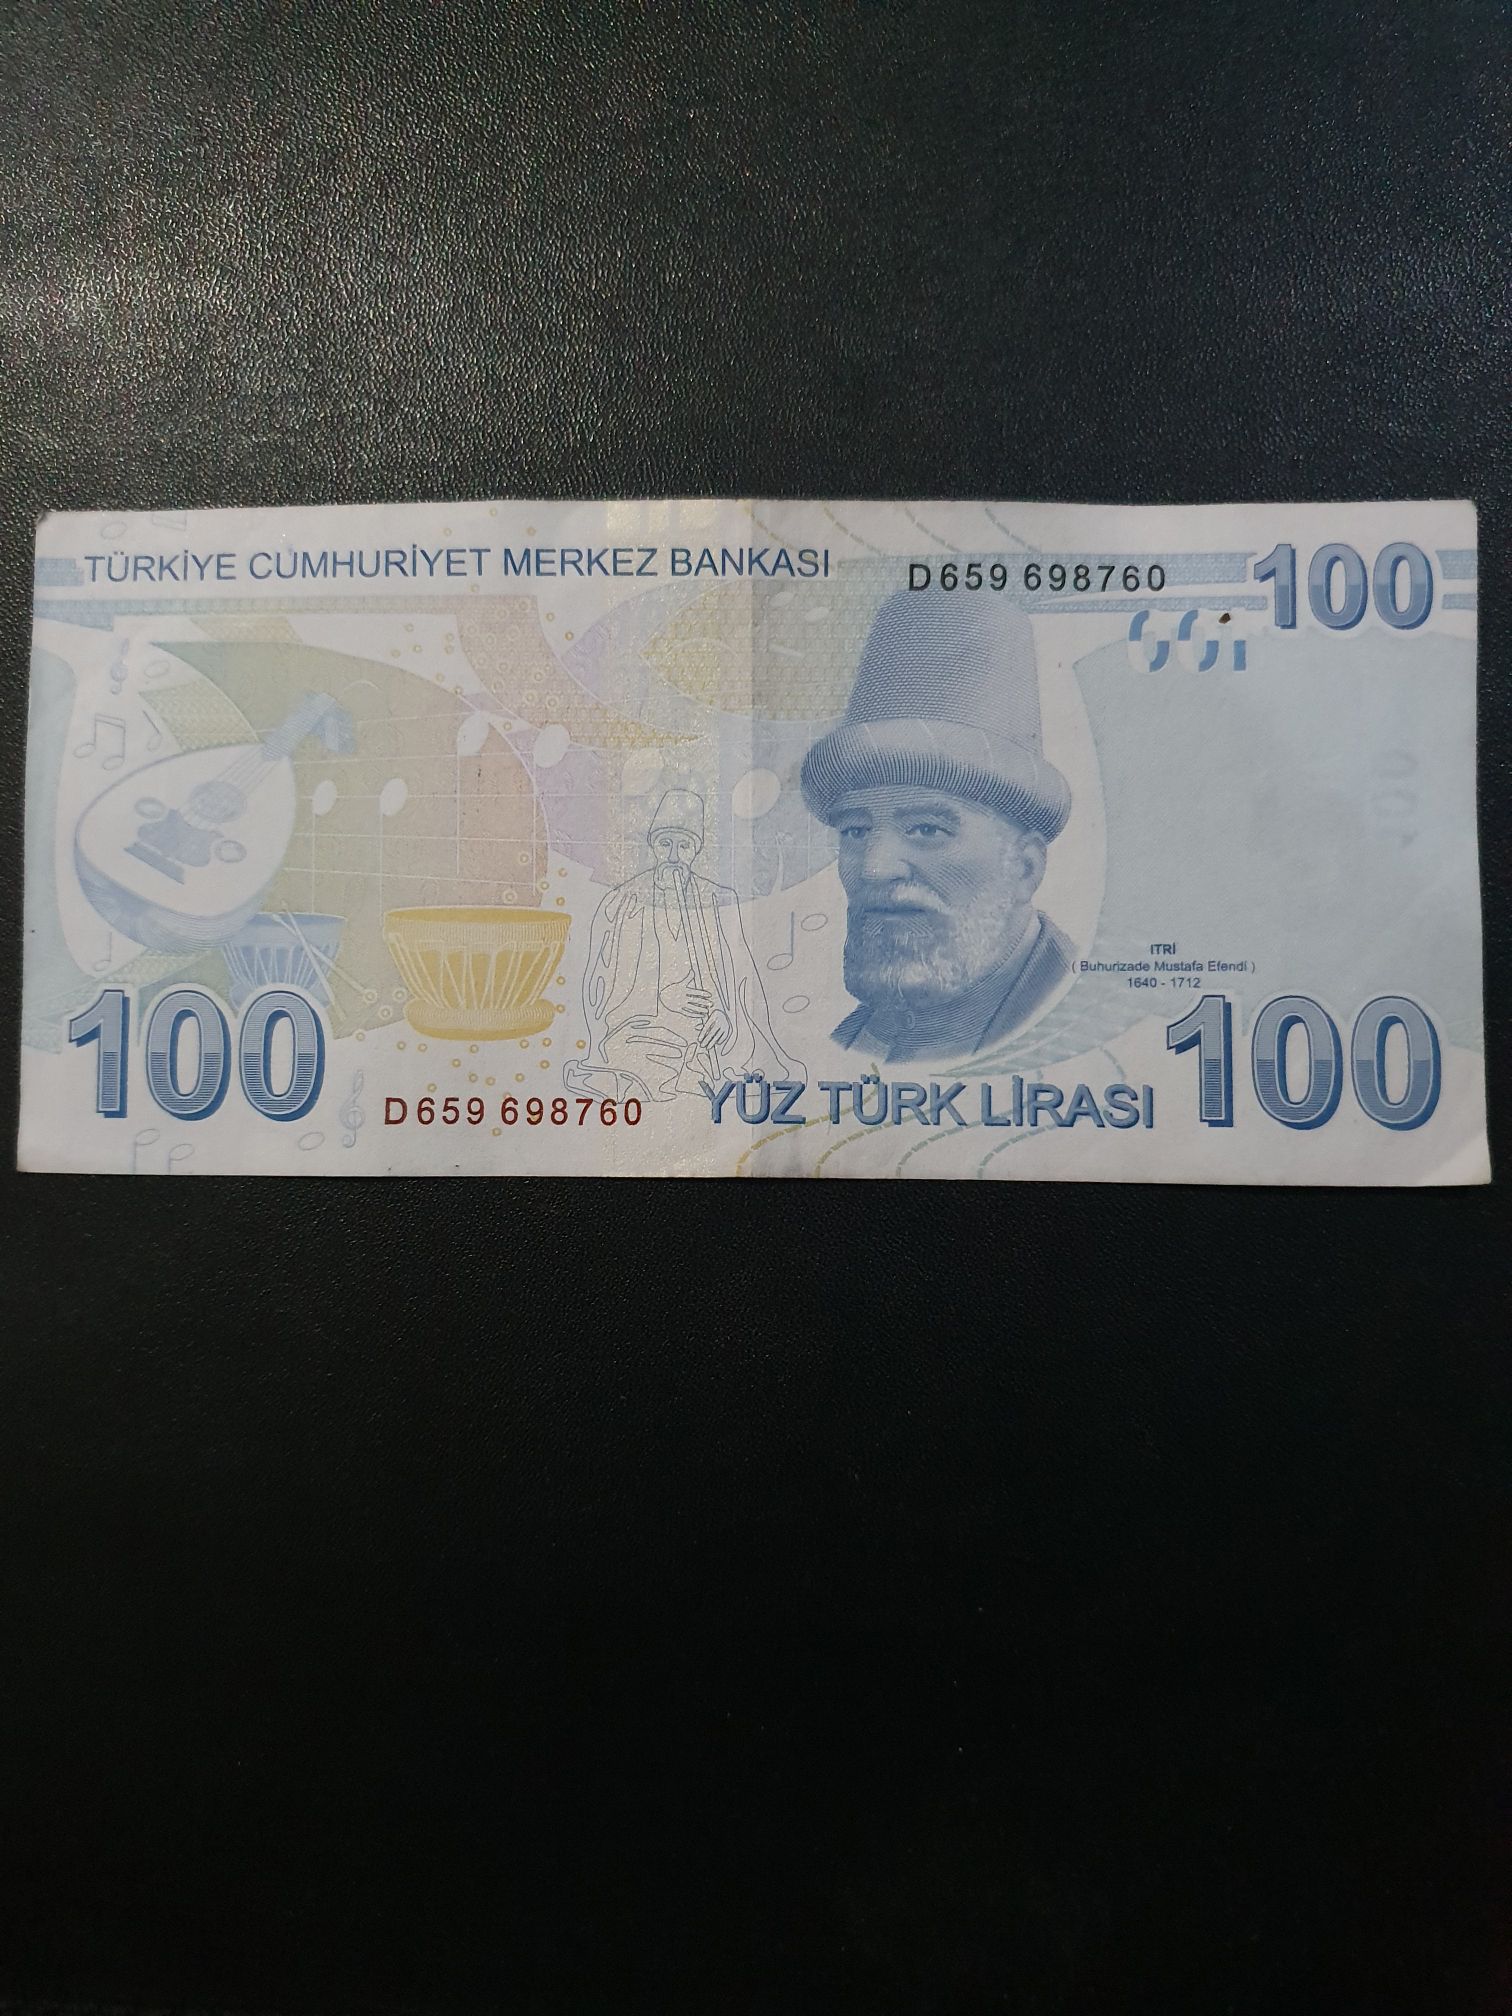 TÜRKİYE CUMHURİYET MERKEZ BANKASI
D659 698760
100
ITRİ
( Buhurizade Mustafa Efendi )
1640 - 1712
100
D659 698760
YÜZ TÜRK LİRASI
100